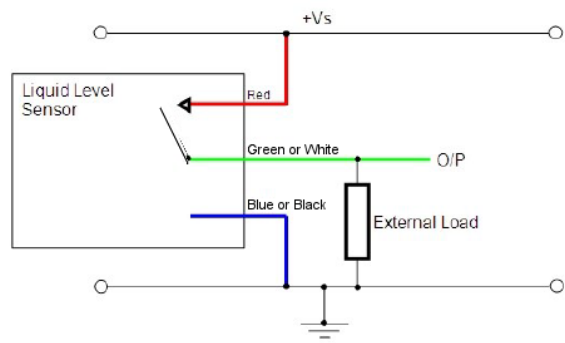 +Vs
Liquid Level
Sensor
Red
Green or White
O/P
Blue or Black
External Load